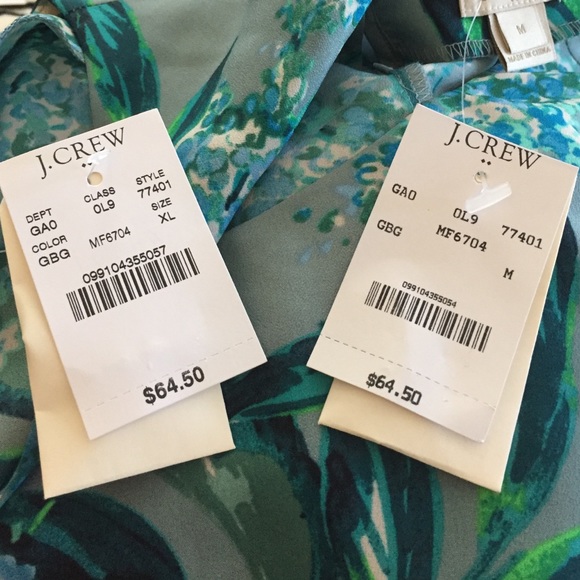 J.CREW
DEPT CLASS STYLE
GA0 0L9 77401
COLOR SIZE
GBG MF6704 XL
099104355057
$64.50
J.CREW
GA0 0L9 77401
GBG MF6704
M
099104355054
$64.50
M
MADE IN CHINA